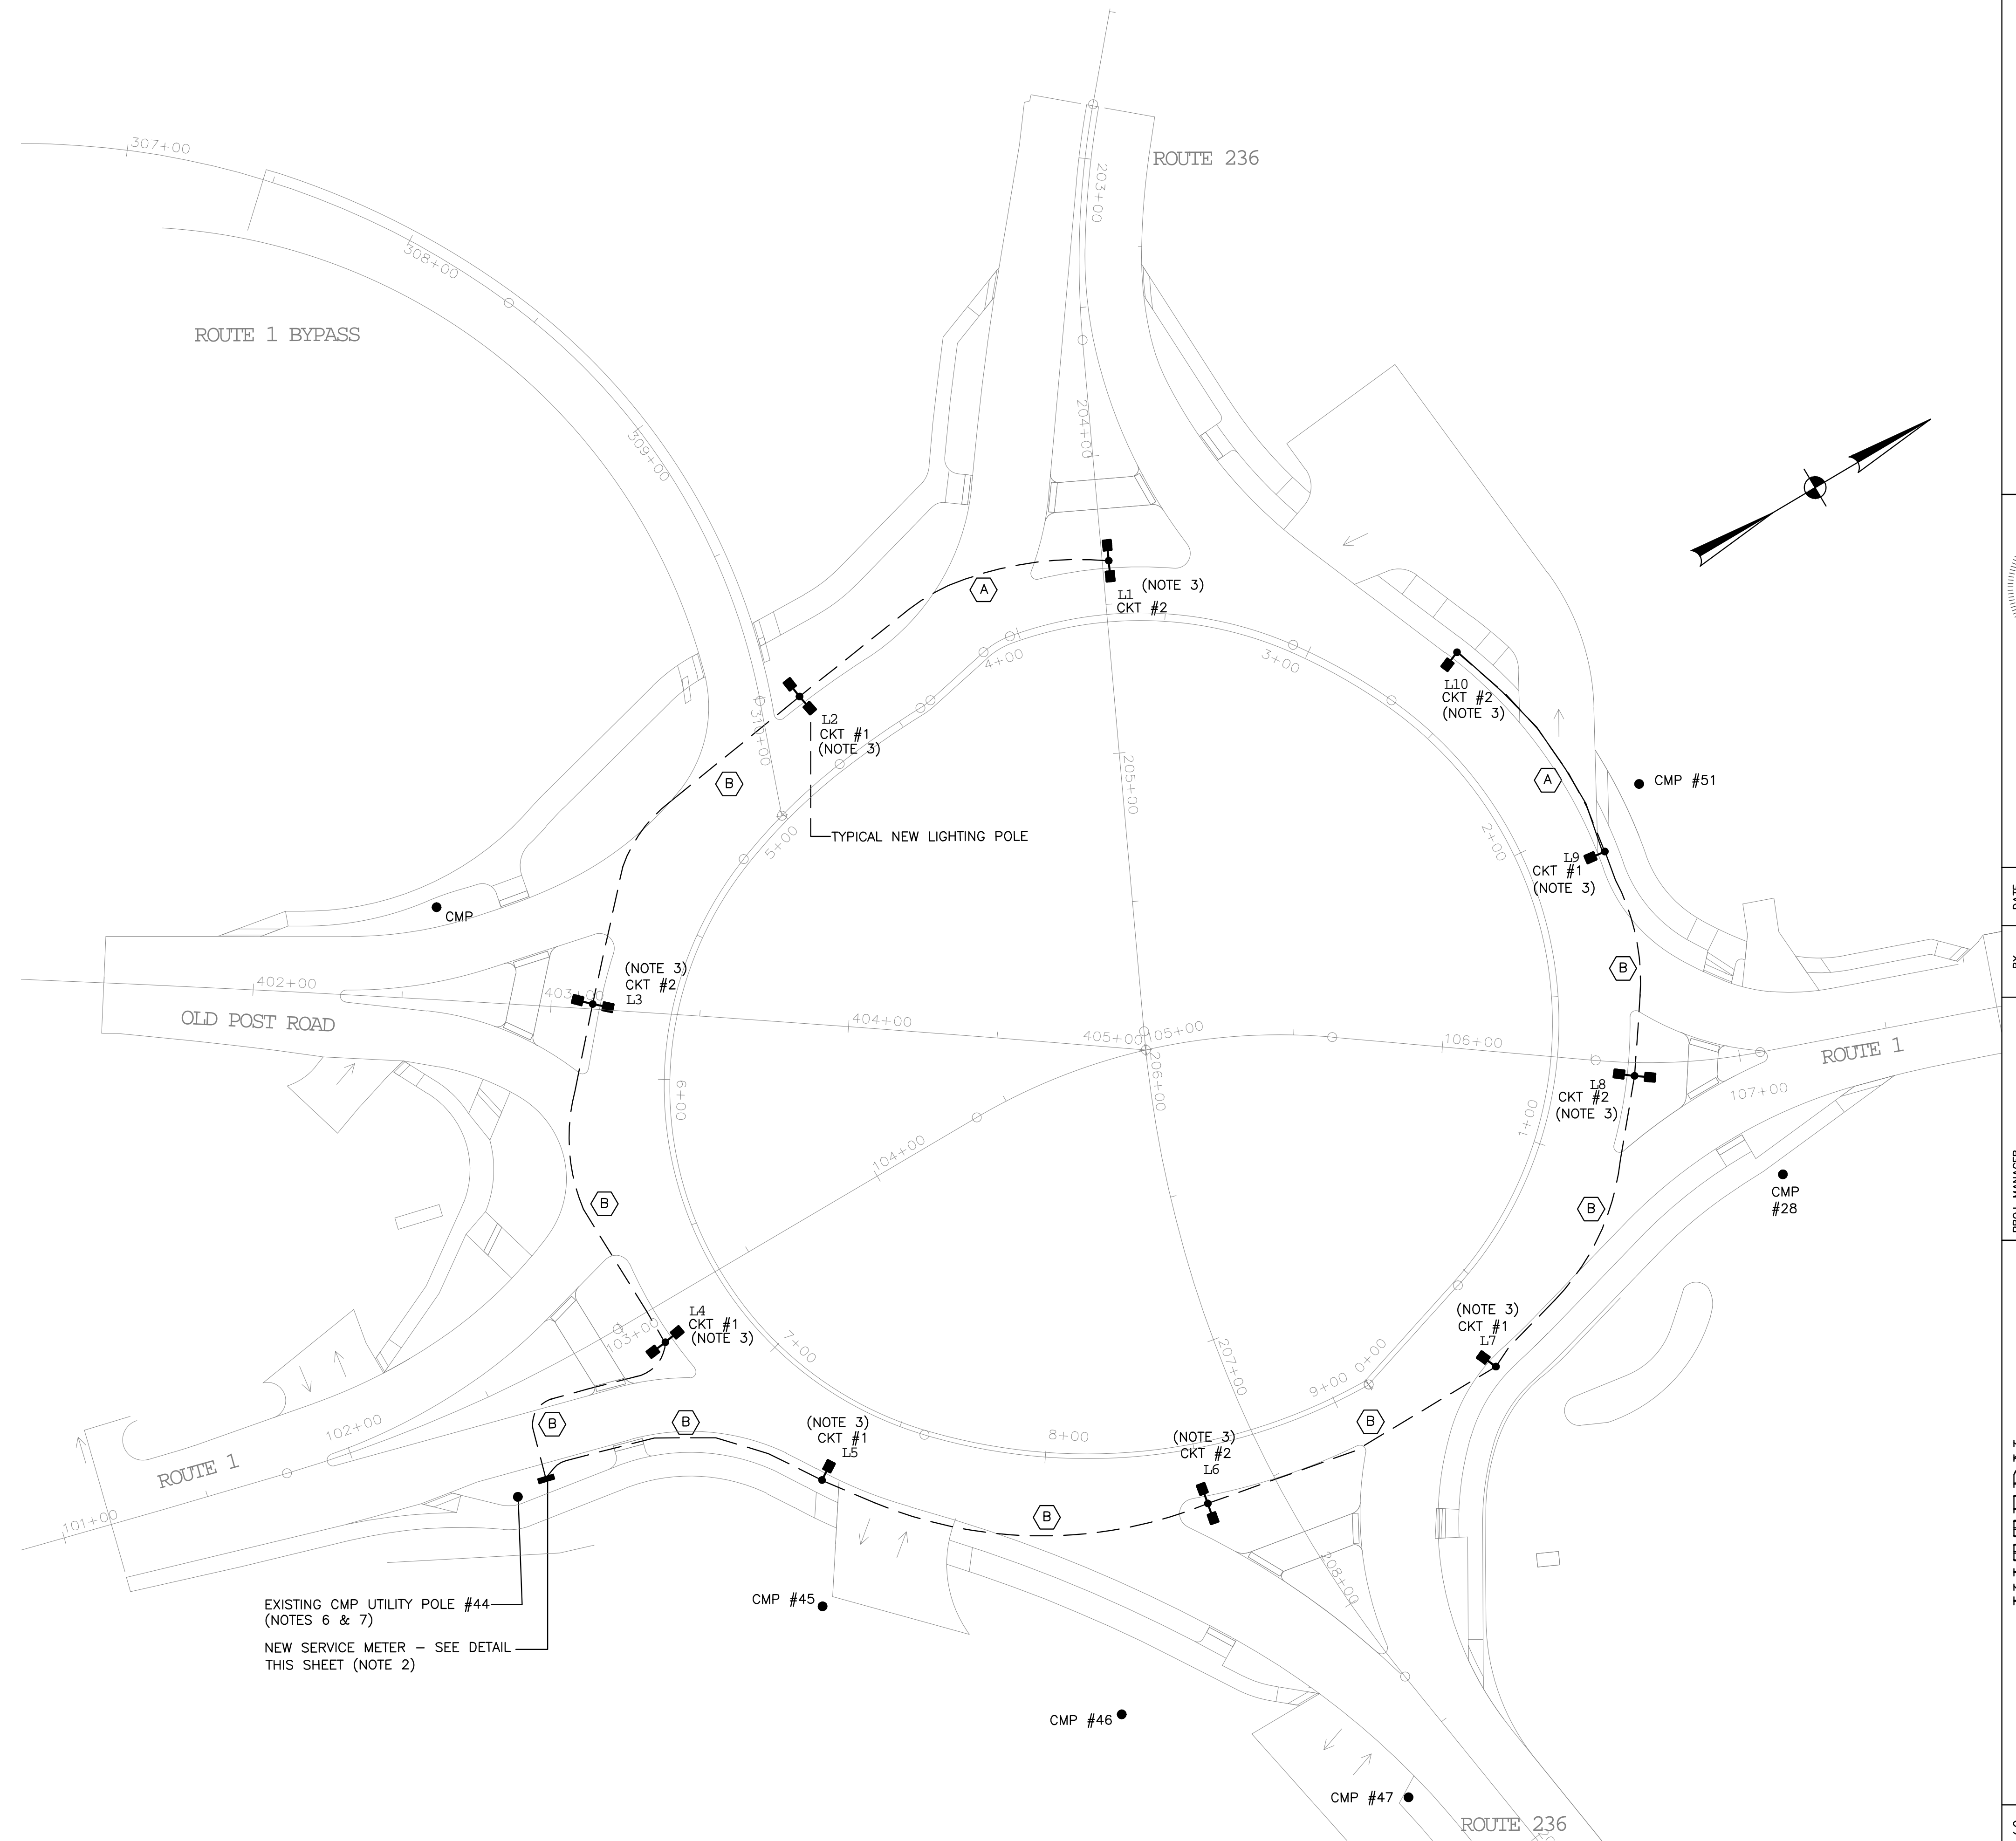 ROUTE 236
307+00
203+00
308+00
ROUTE 1 BYPASS
204+00
309+00
A
(NOTE 3)
L1
CKT #2
4+00
3+00
L10
CKT #2
(NOTE 3)
310+00
L2
CKT #1
(NOTE 3)
B
205+00
A
CMP #51
5+00
TYPICAL NEW LIGHTING POLE
2+00
L9
CKT #1
(NOTE 3)
CMP
DATE
BY
B
(NOTE 3)
CKT #2
L3
402+00
403+00
404+00
405+00
105+00
106+00
OLD POST ROAD
ROUTE 1
206+00
L8
CKT #2
(NOTE 3)
107+00
6+00
1+00
104+00
CMP
#28
PROJ. MANAGER
B
B
L4
CKT #1
(NOTE 3)
103+00
(NOTE 3)
CKT #1
L7
7+00
207+00
0+00
9+00
B
B
B
102+00
(NOTE 3)
CKT #1
L5
8+00
(NOTE 3)
CKT #2
L6
ROUTE 1
101+00
B
208+00
EXISTING CMP UTILITY POLE #44
(NOTES 6 & 7)
CMP #45
NEW SERVICE METER – SEE DETAIL
THIS SHEET (NOTE 2)
CMP #46
CMP #47
ROUTE 236